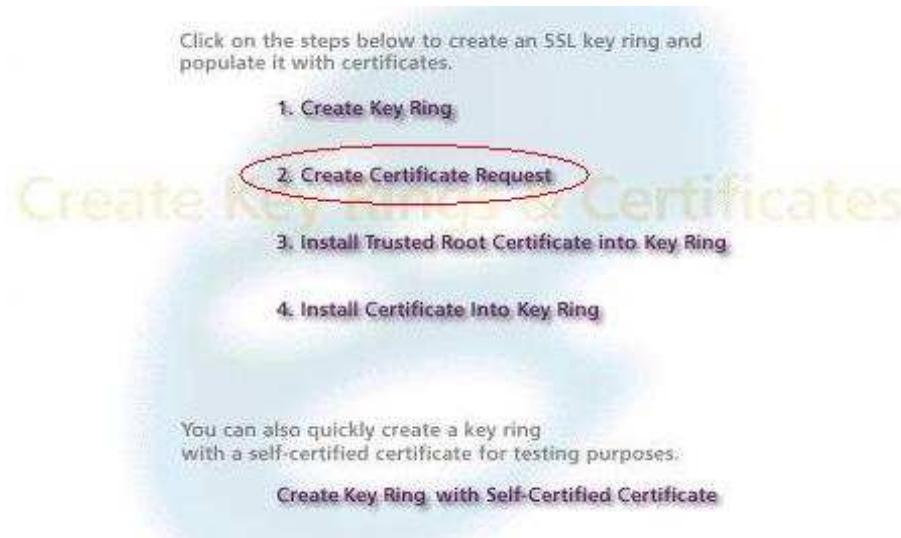 Click on the steps below to create an SSL key ring and
populate it with certificates.
1. Create Key Ring
2. Create Certificate Request
Create Key Rings & Certificates
3. Install Trusted Root Certificate into Key Ring
4. Install Certificate Into Key Ring
You can also quickly create a key ring
with a self-certified certificate for testing purposes.
Create Key Ring with Self-Certified Certificate